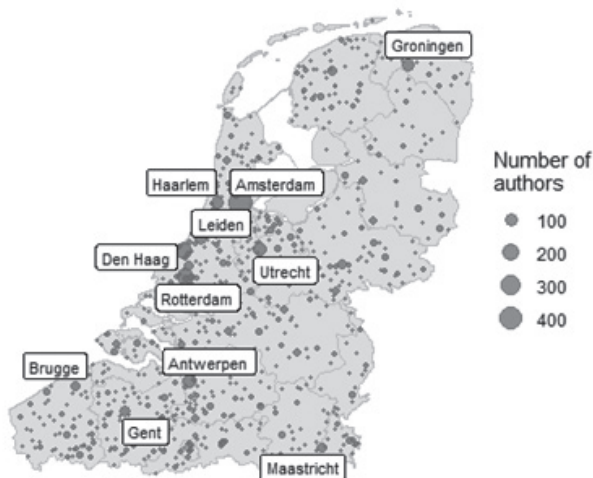 Groningen
Haarlem
Amsterdam
Leiden
Den Haag
Utrecht
Rotterdam
Antwerpen
Brugge
Gent
Maastricht
Number of
authors
100
200
300
400